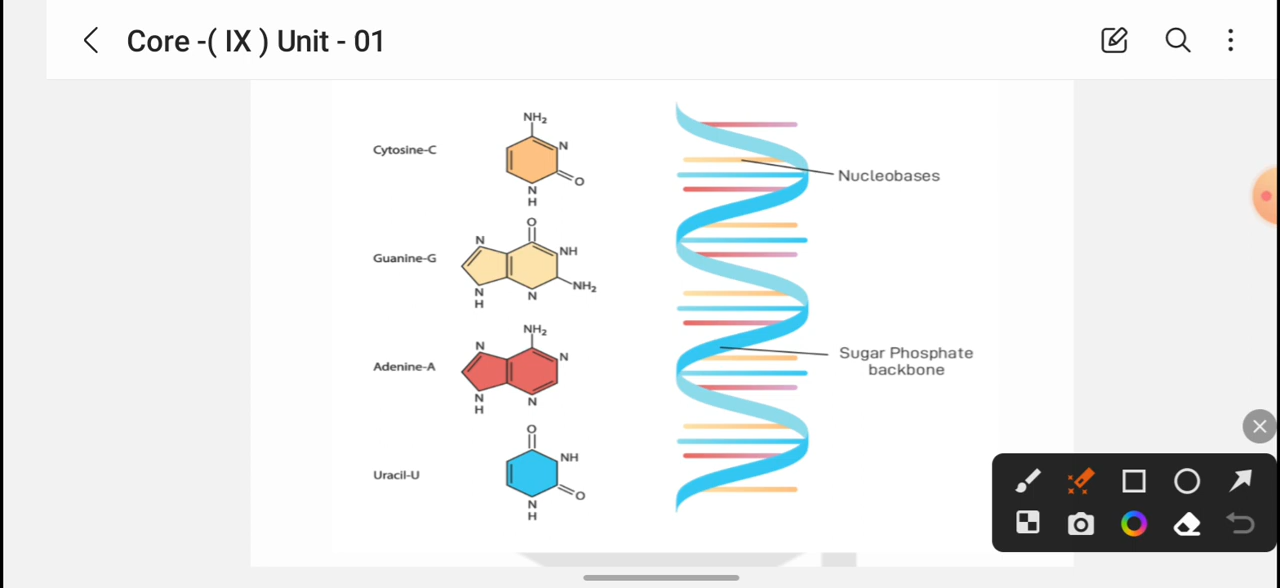 Core -( IX ) Unit - 01
Cytosine-C
NH₂
N
O
N
H
Guanine-G
O
N
NH
NH₂
N
H
N
Adenine-A
NH₂
N
N
N
H
N
Uracil-U
O
NH
O
N
H
Nucleobases
Sugar Phosphate
backbone